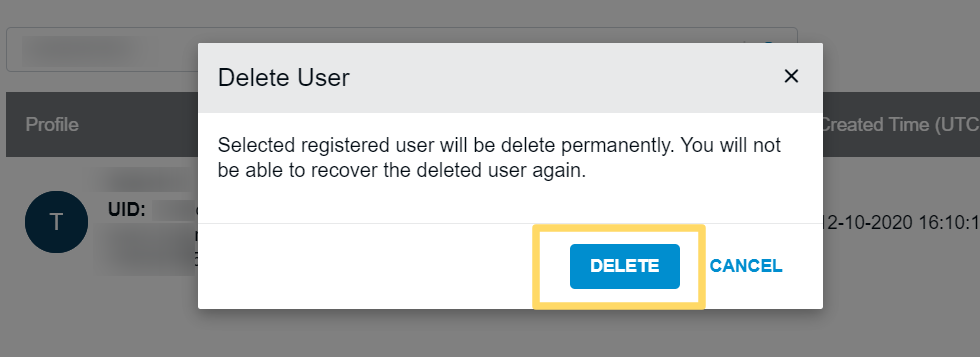 Delete User
Profile
Created Time (UTC
Selected registered user will be delete permanently. You will not
be able to recover the deleted user again.
T
UID:
12-10-2020 16:10:1
DELETE
CANCEL